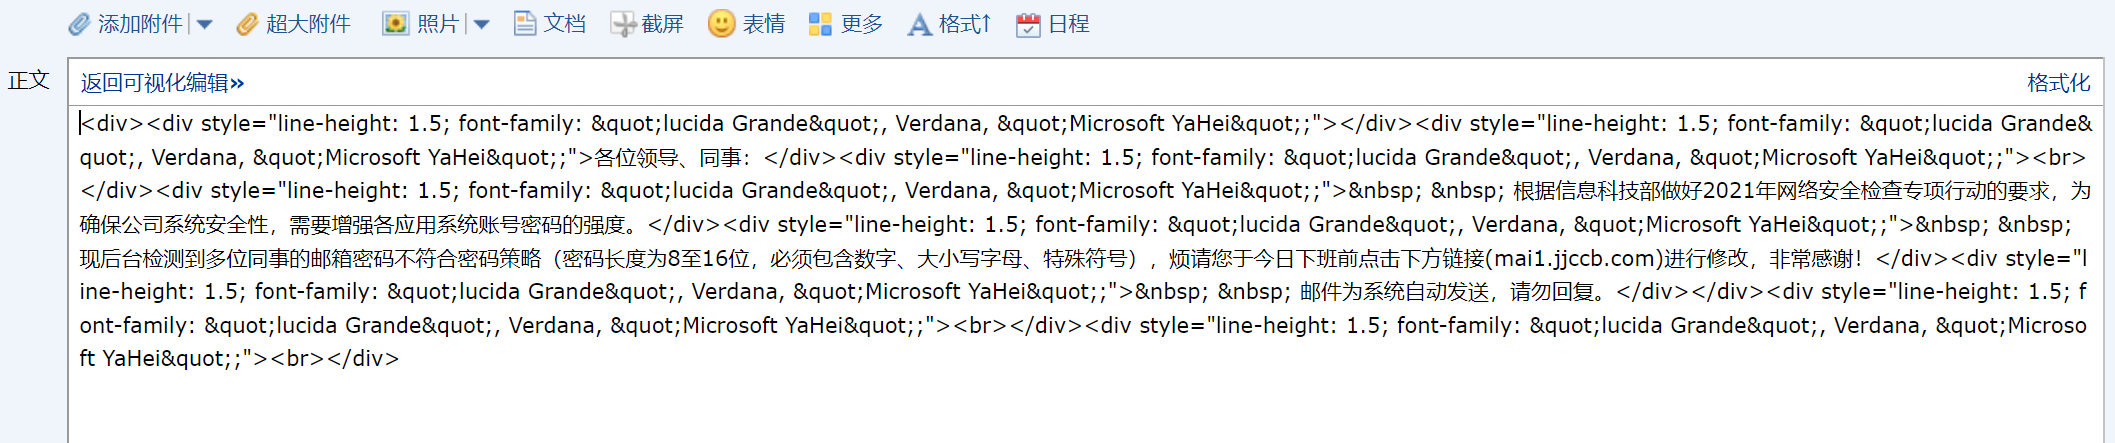 添加附件 超大附件 照片 文档 截屏 表情 更多 格式↑ 日程
正文 返回可视化编辑» 格式化
<div><div style="line-height: 1.5; font-family: &quot;lucida Grande&quot;, Verdana, &quot;Microsoft YaHei&quot;;"></div><div style="line-height: 1.5; font-family: &quot;lucida Grande&
quot;, Verdana, &quot;Microsoft YaHei&quot;;">各位领导、同事：</div><div style="line-height: 1.5; font-family: &quot;lucida Grande&quot;, Verdana, &quot;Microsoft YaHei&quot;;"><br>
</div><div style="line-height: 1.5; font-family: &quot;lucida Grande&quot;, Verdana, &quot;Microsoft YaHei&quot;;">&nbsp; &nbsp; 根据信息科技部做好2021年网络安全检查专项行动的要求，为
确保公司系统安全性，需要增强各应用系统账号密码的强度。</div><div style="line-height: 1.5; font-family: &quot;lucida Grande&quot;, Verdana, &quot;Microsoft YaHei&quot;;">&nbsp; &nbsp;
现后台检测到多位同事的邮箱密码不符合密码策略（密码长度为8至16位，必须包含数字、大小写字母、特殊符号），烦请您于今日下班前点击下方链接(mai1.jjccb.com)进行修改，非常感谢！</div><div style="l
ine-height: 1.5; font-family: &quot;lucida Grande&quot;, Verdana, &quot;Microsoft YaHei&quot;;">&nbsp; &nbsp; 邮件为系统自动发送，请勿回复。</div></div><div style="line-height: 1.5; f
ont-family: &quot;lucida Grande&quot;, Verdana, &quot;Microsoft YaHei&quot;;"><br></div><div style="line-height: 1.5; font-family: &quot;lucida Grande&quot;, Verdana, &quot;Microso
ft YaHei&quot;;"><br></div>